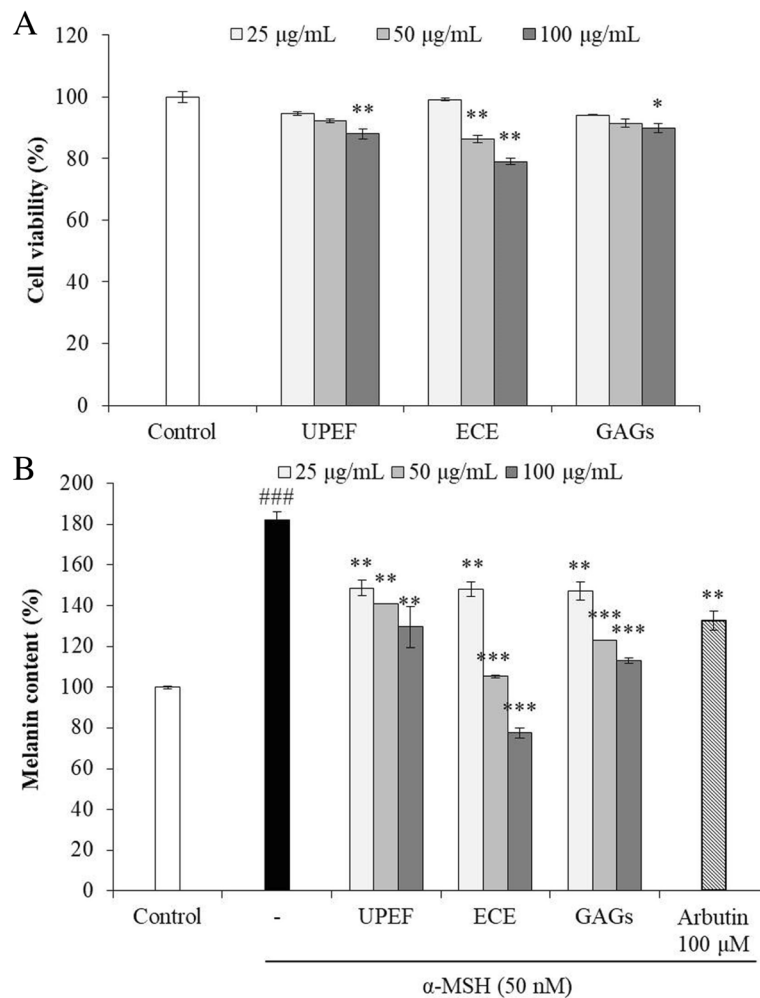 A
25 μg/mL 50 μg/mL 100 μg/mL
120
100
80
60
40
20
0
Cell viability (%)
** ** ** *
Control UPEF ECE GAGs
B
25 μg/mL 50 μg/mL 100 μg/mL
200
180
160
140
120
100
80
60
40
20
0
Melanin content (%)
###
** ** ** ** *** *** ** *** *** **
Control - UPEF ECE GAGs Arbutin
100 μM
α-MSH (50 nM)